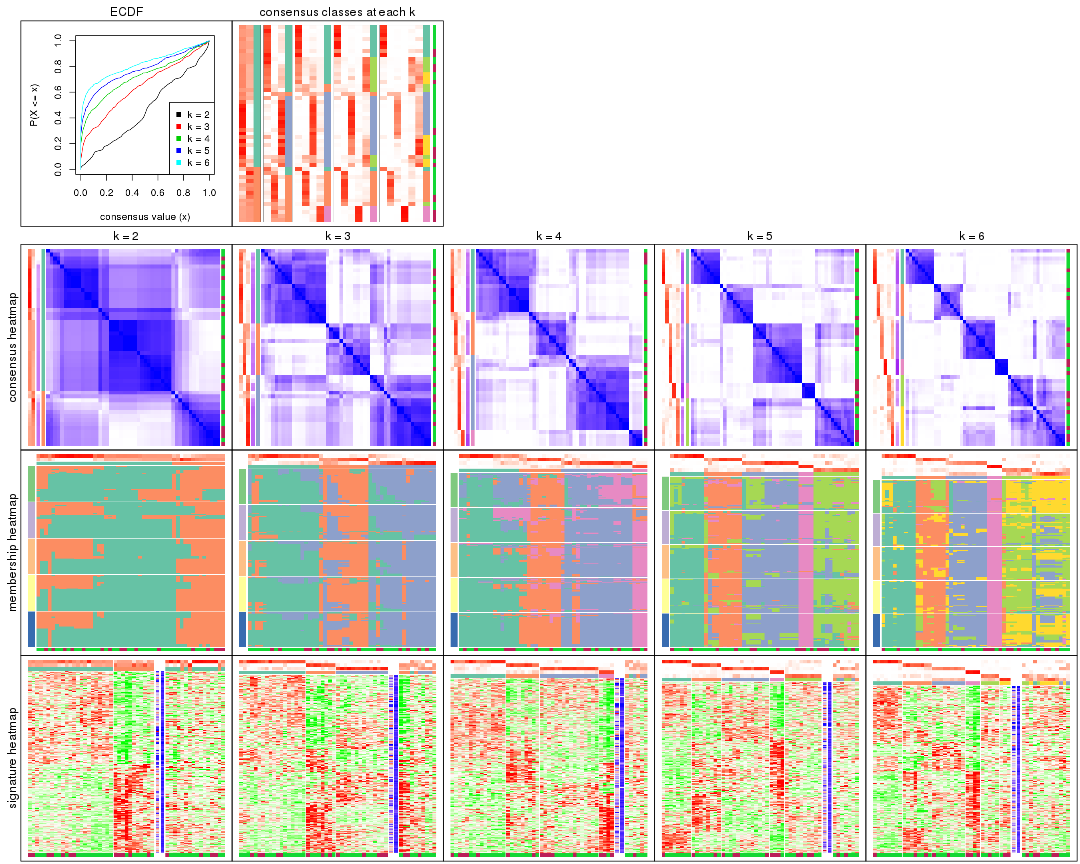 ECDF
consensus classes at each k
P(X <= x)
0.0 0.2 0.4 0.6 0.8 1.0
k = 2
k = 3
k = 4
k = 5
k = 6
0.0 0.2 0.4 0.6 0.8 1.0
consensus value (x)
k = 2
k = 3
k = 4
k = 5
k = 6
consensus heatmap
membership heatmap
signature heatmap